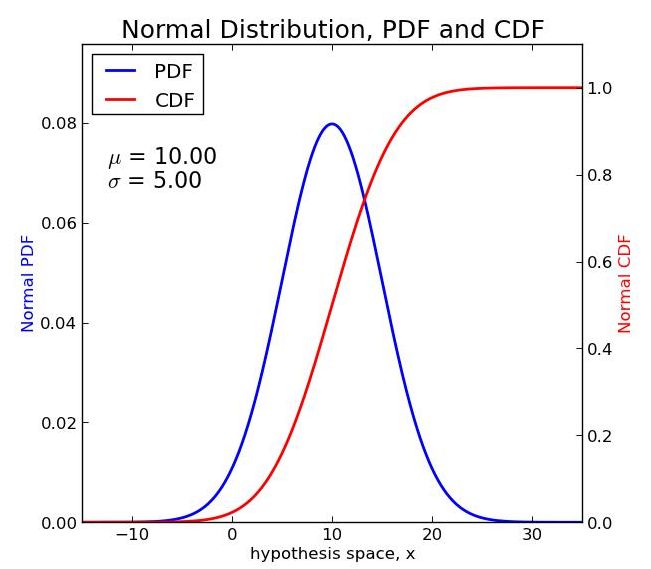 Normal Distribution, PDF and CDF
PDF
CDF
μ = 10.00
σ = 5.00
Normal PDF
0.08
0.06
0.04
0.02
0.00
1.0
0.8
0.6
0.4
0.2
0.0
Normal CDF
−10 0 10 20 30
hypothesis space, x